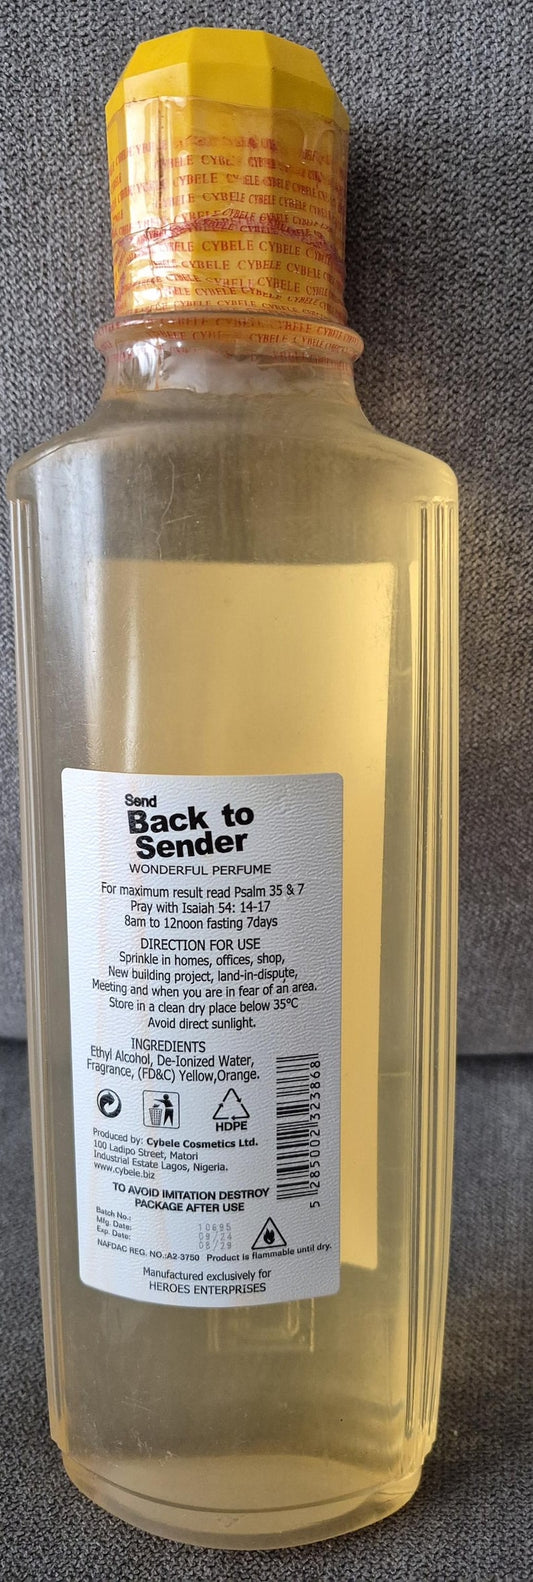 CYBELE CYBELE
CYBELE CYBELE CYBELE
CYBELE CYBELE CYBELE
Send
Back to
Sender
WONDERFUL PERFUME
For maximum result read Psalm 35 & 7
Pray with Isaiah 54: 14-17
8am to 12noon fasting 7days
DIRECTION FOR USE
Sprinkle in homes, offices, shop,
New building project, land-in-dispute,
Meeting and when you are in fear of an area.
Store in a clean dry place below 35°C
Avoid direct sunlight.
INGREDIENTS
Ethyl Alcohol, De-Ionized Water,
Fragrance, (FD&C) Yellow,Orange.
HDPE
5 285002 323868
Produced by: Cybele Cosmetics Ltd.
100 Ladipo Street, Matori
Industrial Estate Lagos, Nigeria.
www.cybele.biz
TO AVOID IMITATION DESTROY
PACKAGE AFTER USE
Batch No.: 10695
Mfg. Date: 09/24
Exp. Date: 08/29
NAFDAC REG. NO.:A2-3750 Product is flammable until dry.
Manufactured exclusively for
HEROES ENTERPRISES